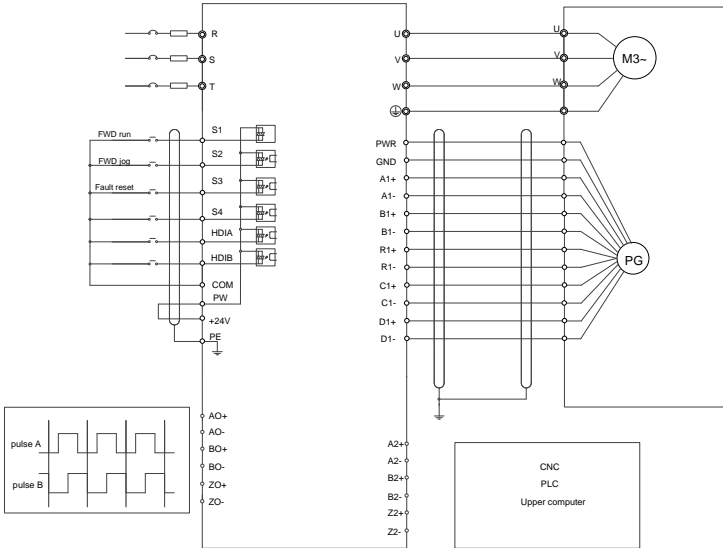 R
S
T
U
V
W
U
V
W
M3~
FWD run
FWD jog
Fault reset
S1
S2
S3
S4
HDIA
HDIB
COM
PW
+24V
PE
PWR
GND
A1+
A1-
B1+
B1-
R1+
R1-
C1+
C1-
D1+
D1-
PG
pulse A
pulse B
AO+
AO-
BO+
BO-
ZO+
ZO-
A2+
A2-
B2+
B2-
Z2+
Z2-
CNC
PLC
Upper computer